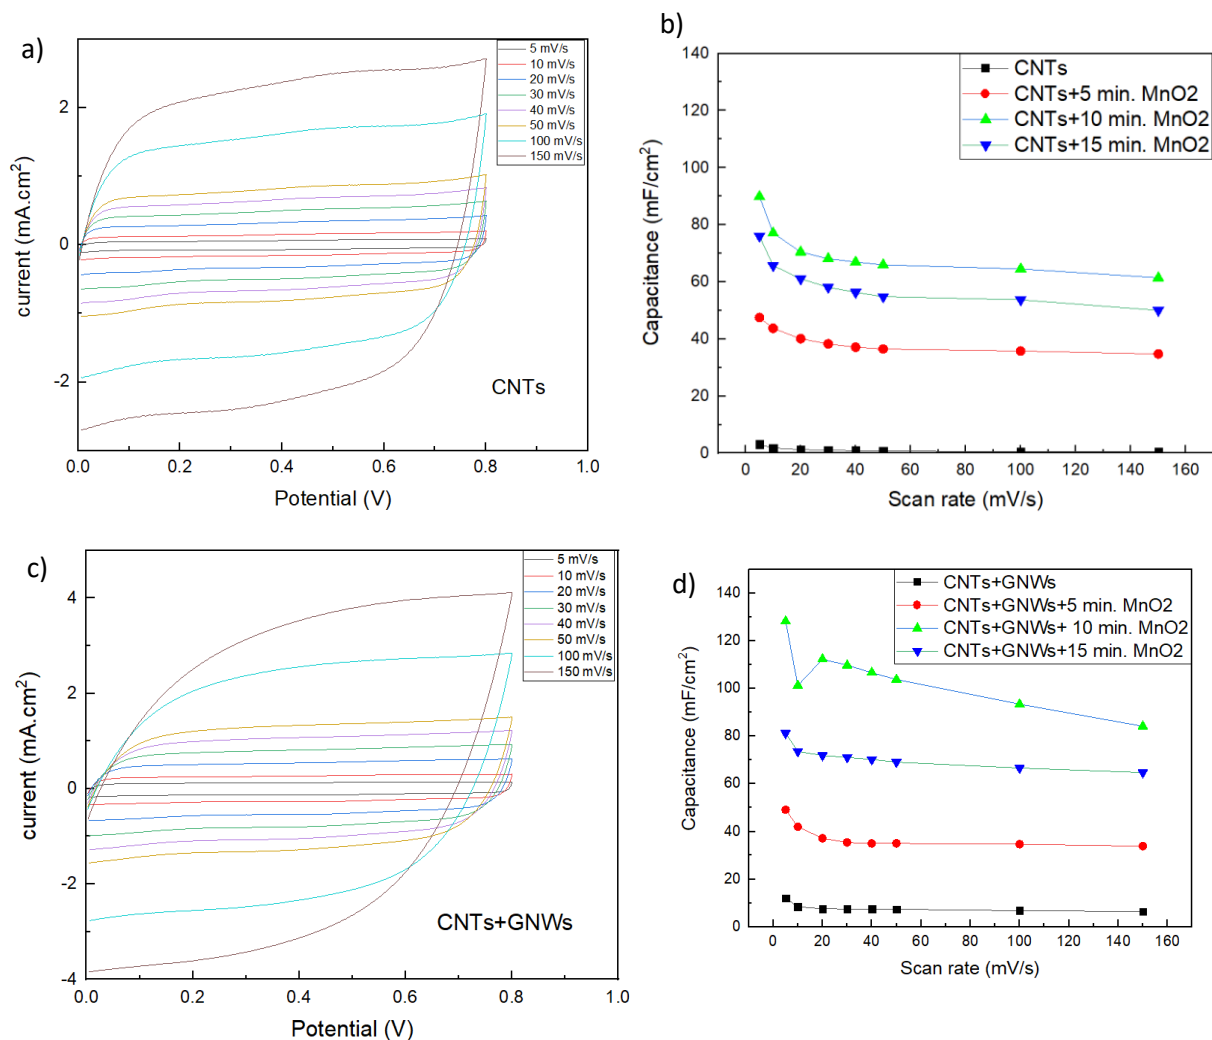 a)
5 mV/s
10 mV/s
20 mV/s
30 mV/s
40 mV/s
50 mV/s
100 mV/s
150 mV/s
2
0
-2
current (mA.cm²)
CNTs
0.0 0.2 0.4 0.6 0.8 1.0
Potential (V)
b)
CNTs
CNTs+5 min. MnO2
CNTs+10 min. MnO2
CNTs+15 min. MnO2
140
120
100
80
60
40
20
0
Capacitance (mF/cm²)
0 20 40 60 80 100 120 140 160
Scan rate (mV/s)
c)
5 mV/s
10 mV/s
20 mV/s
30 mV/s
40 mV/s
50 mV/s
100 mV/s
150 mV/s
4
2
0
-2
-4
current (mA.cm²)
CNTs+GNWs
0.0 0.2 0.4 0.6 0.8 1.0
Potential (V)
d)
CNTs+GNWs
CNTs+GNWs+5 min. MnO2
CNTs+GNWs+ 10 min. MnO2
CNTs+GNWs+15 min. MnO2
140
120
100
80
60
40
20
0
Capacitance (mF/cm²)
0 20 40 60 80 100 120 140 160
Scan rate (mV/s)